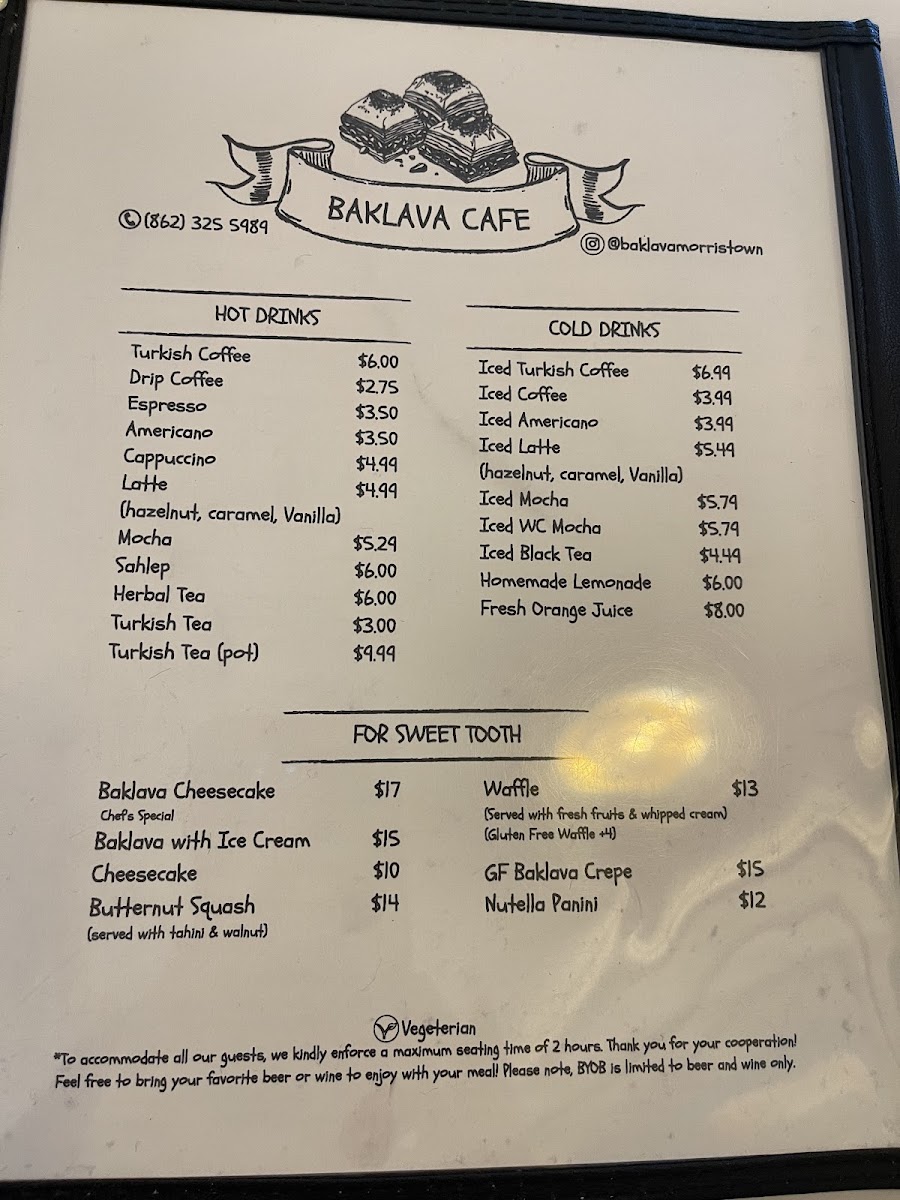 BAKLAVA CAFE
(862) 325 5989
@baklavamorristown
HOT DRINKS
Turkish Coffee $6.00
Drip Coffee $2.75
Espresso $3.50
Americano $3.50
Cappuccino $4.99
Latte $4.99
(hazelnut, caramel, Vanilla)
Mocha $5.29
Sahlep $6.00
Herbal Tea $6.00
Turkish Tea $3.00
Turkish Tea (pot) $9.99
COLD DRINKS
Iced Turkish Coffee $6.99
Iced Coffee $3.99
Iced Americano $3.99
Iced Latte $5.49
(hazelnut, caramel, Vanilla)
Iced Mocha $5.79
Iced WC Mocha $5.79
Iced Black Tea $4.49
Homemade Lemonade $6.00
Fresh Orange Juice $8.00
FOR SWEET TOOTH
Baklava Cheesecake $17
Chef's Special
Baklava with Ice Cream $15
Cheesecake $10
Butternut Squash $14
(served with tahini & walnut)
Waffle $13
(Served with fresh fruits & whipped cream)
(Gluten Free Waffle +4)
GF Baklava Crepe $15
Nutella Panini $12
Vegeterian
*To accommodate all our guests, we kindly enforce a maximum seating time of 2 hours. Thank you for your cooperation!
Feel free to bring your favorite beer or wine to enjoy with your meal! Please note, BYOB is limited to beer and wine only.